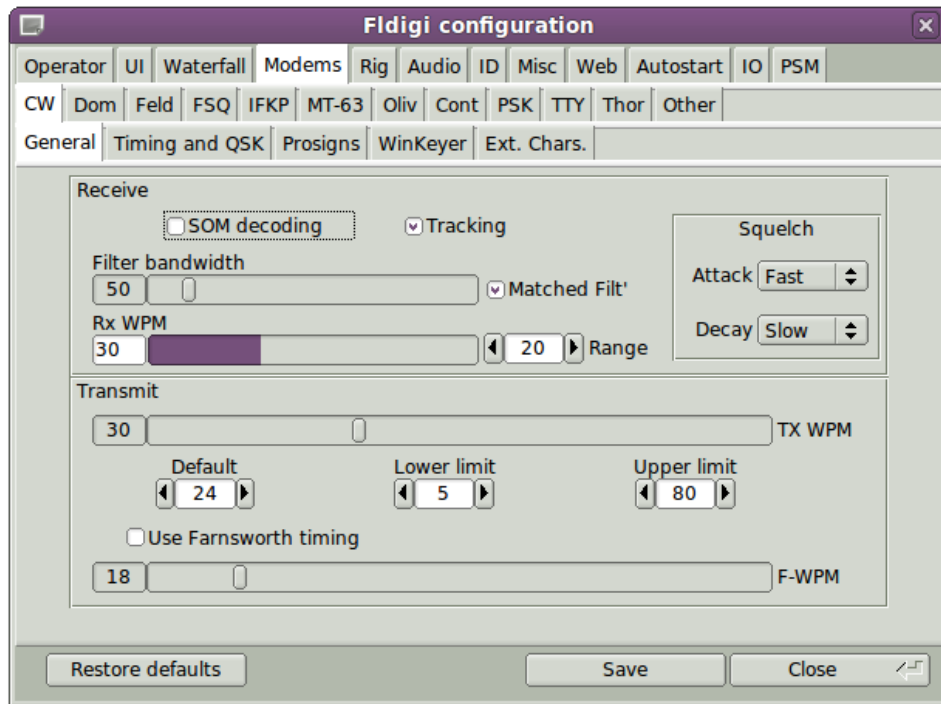 Fldigi configuration
Operator UI Waterfall Modems Rig Audio ID Misc Web Autostart IO PSM
CW Dom Feld FSQ IFKP MT-63 Oliv Cont PSK TTY Thor Other
General Timing and QSK Prosigns WinKeyer Ext. Chars.
Receive
SOM decoding Tracking Squelch
Filter bandwidth
50 Matched Filt' Attack Fast
Rx WPM
30 20 Range Decay Slow
Transmit
30 TX WPM
Default Lower limit Upper limit
24 5 80
Use Farnsworth timing
18 F-WPM
Restore defaults Save Close